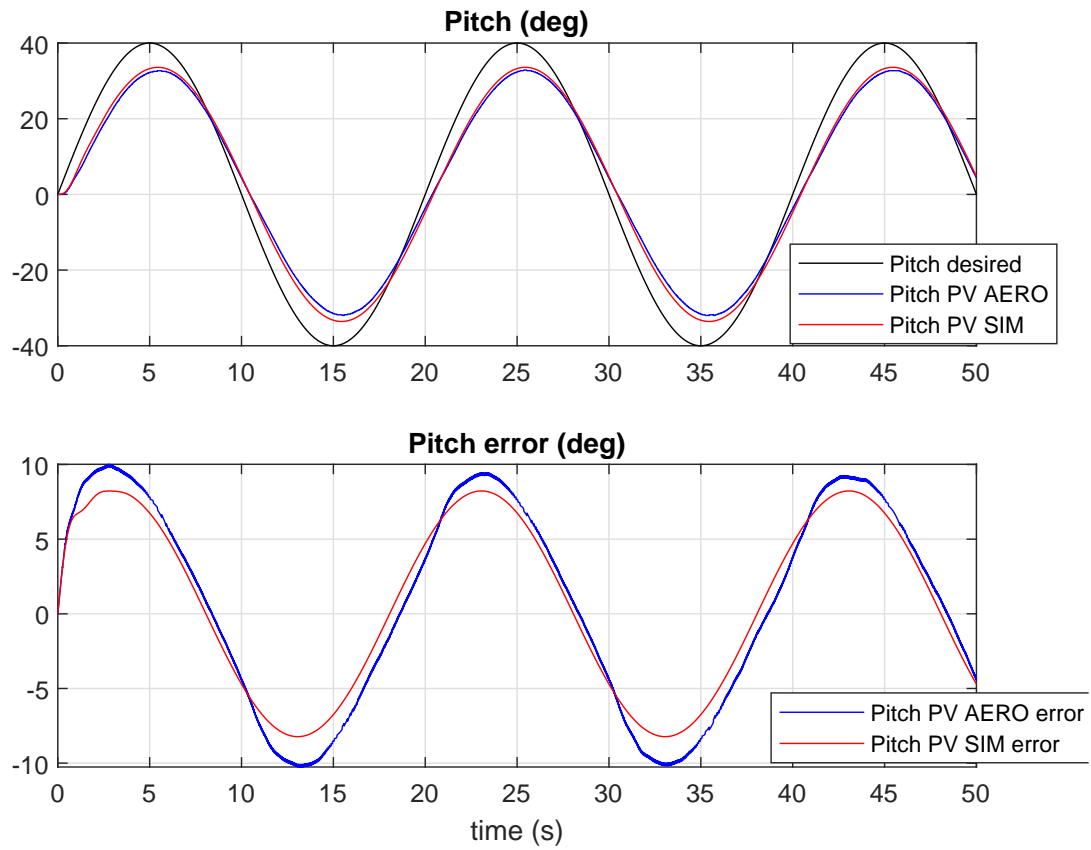 Pitch (deg)
40
20
0
-20
-40
Pitch desired
Pitch PV AERO
Pitch PV SIM
0 5 10 15 20 25 30 35 40 45 50
Pitch error (deg)
10
5
0
-5
-10
Pitch PV AERO error
Pitch PV SIM error
0 5 10 15 20 25 30 35 40 45 50
time (s)